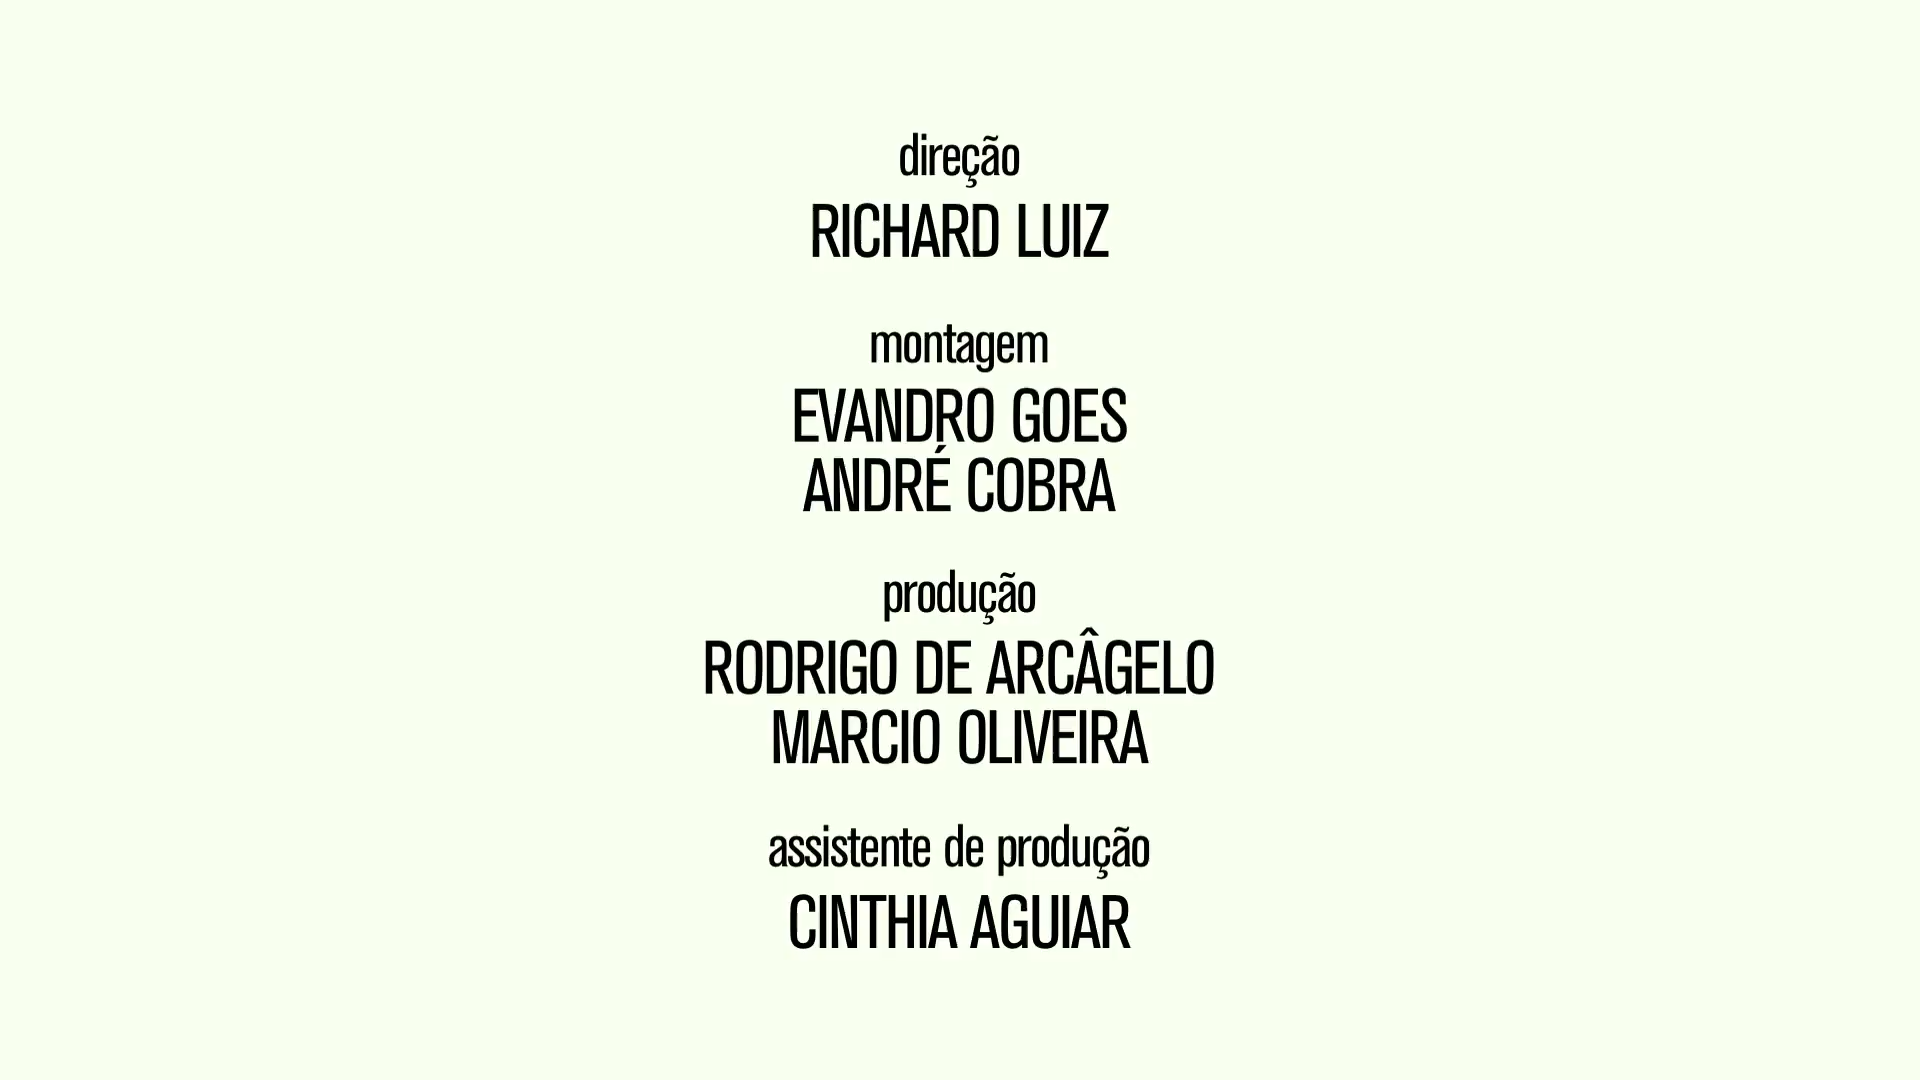 direção
RICHARD LUIZ
montagem
EVANDRO GOES
ANDRÉ COBRA
produção
RODRIGO DE ARCÂGELO
MARCIO OLIVEIRA
assistente de produção
CINTHIA AGUIAR